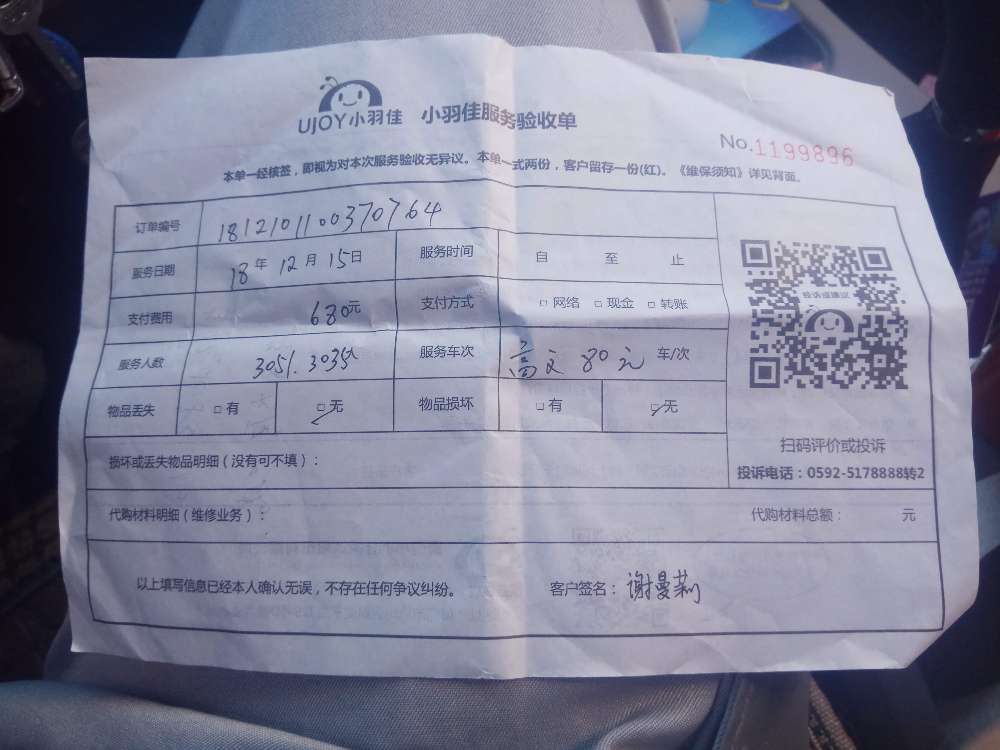 UJOY小羽佳 小羽佳服务验收单
No.1199896
本单一经核签，即视为对本次服务验收无异议。本单一式两份，客户留存一份(红)。《维保须知》详见背面。
订单编号 1812101100370764
服务日期 18年 12月 15日 服务时间 自 至 止
支付费用 680元 支付方式 □ 网络 □ 现金 □ 转账
服务人数 3051.3035人 服务车次 高文 80元 车/次
物品丢失 □ 有 □ 无 物品损坏 □ 有 □ 无
投诉或建议
扫码评价或投诉
投诉电话：0592-5178888转2
损坏或丢失物品明细（没有可不填）：
代购材料明细（维修业务）： 代购材料总额： 元
以上填写信息已经本人确认无误，不存在任何争议纠纷。 客户签名：谢曼莉